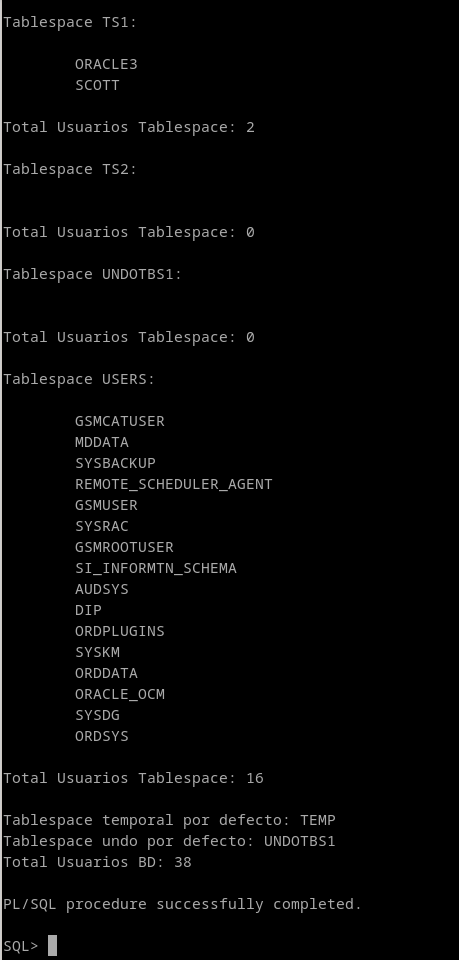 Tablespace TS1:
ORACLE3
SCOTT
Total Usuarios Tablespace: 2
Tablespace TS2:
Total Usuarios Tablespace: 0
Tablespace UNDOTBS1:
Total Usuarios Tablespace: 0
Tablespace USERS:
GSMCATUSER
MDDATA
SYSBACKUP
REMOTE_SCHEDULER_AGENT
GSMUSER
SYSRAC
GSMROOTUSER
SI_INFORMTN_SCHEMA
AUDSYS
DIP
ORDPLUGINS
SYSKM
ORDDATA
ORACLE_OCM
SYSDG
ORDSYS
Total Usuarios Tablespace: 16
Tablespace temporal por defecto: TEMP
Tablespace undo por defecto: UNDOTBS1
Total Usuarios BD: 38
PL/SQL procedure successfully completed.
SQL>